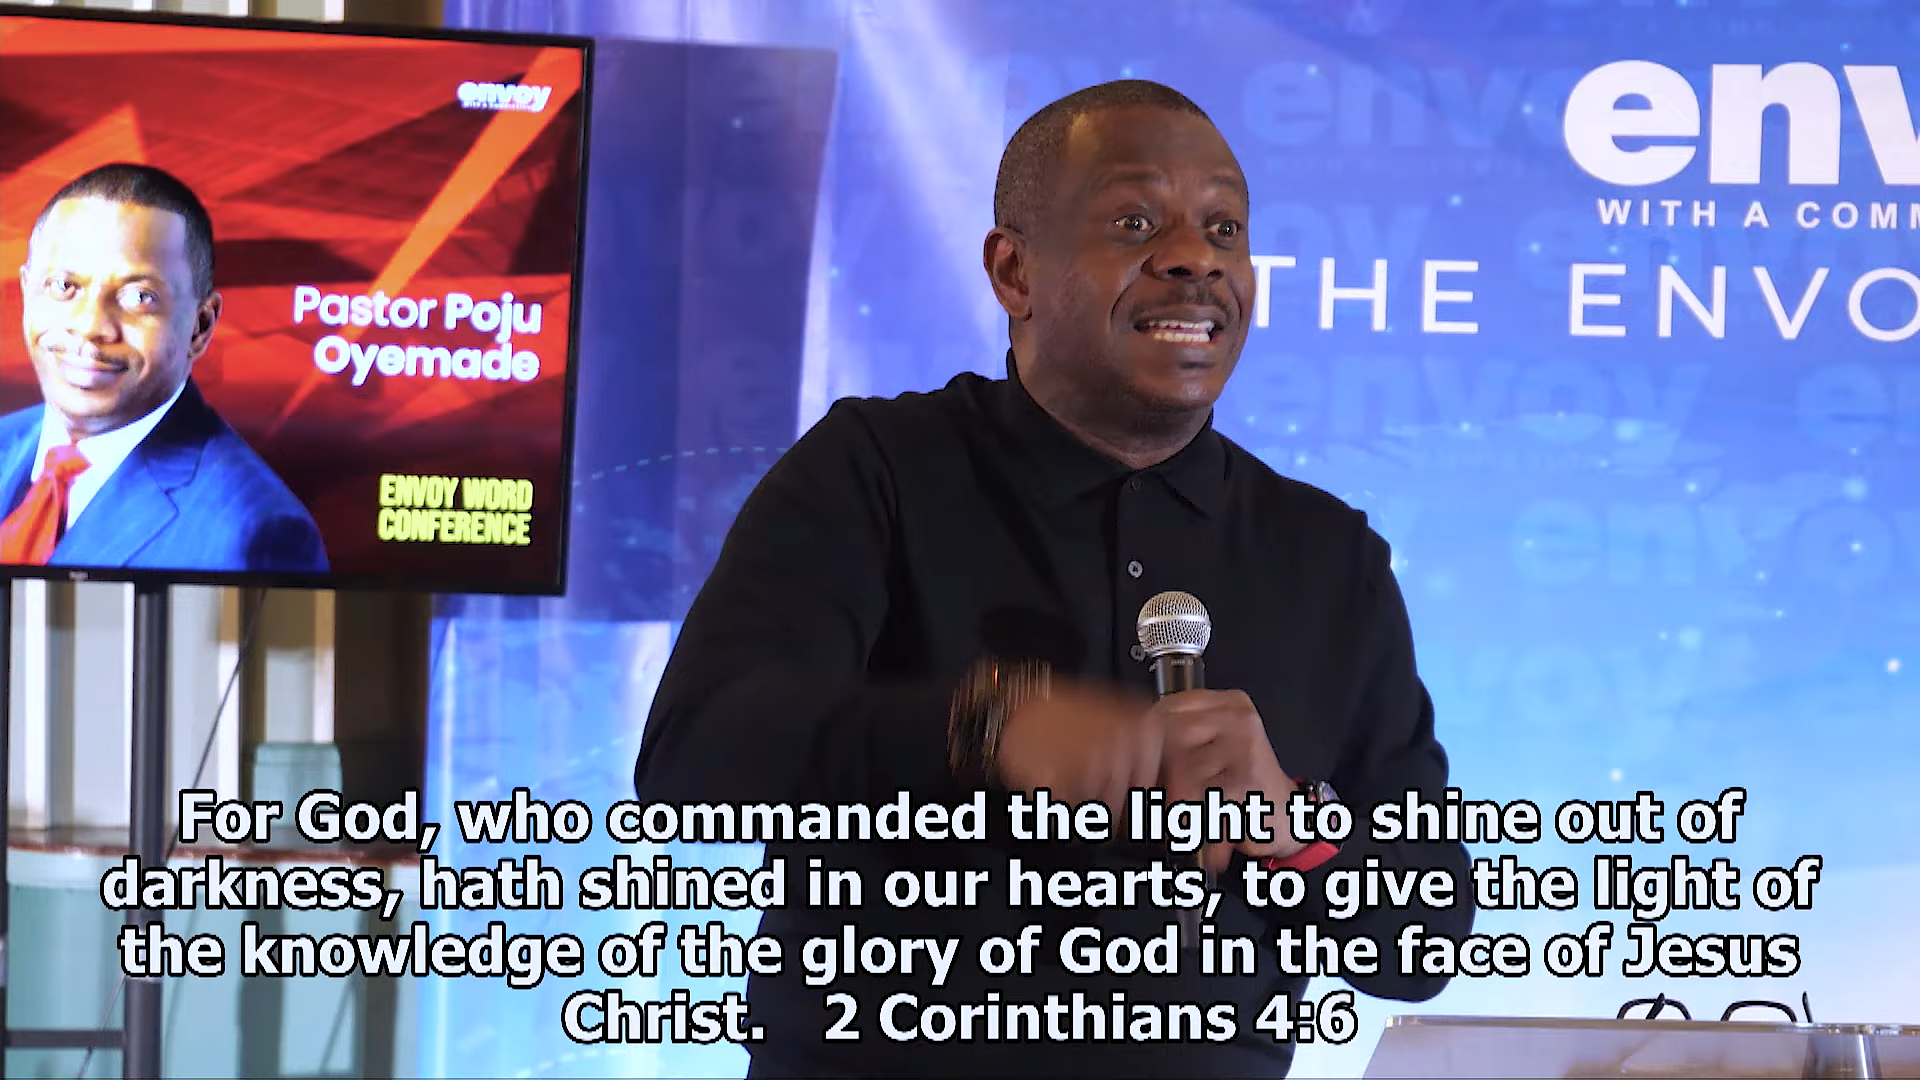 envoy
Pastor Poju
Oyemade
ENVOY WORD
CONFERENCE
env
WITH A COMM
THE ENVO
For God, who commanded the light to shine out of
darkness, hath shined in our hearts, to give the light of
the knowledge of the glory of God in the face of Jesus
Christ. 2 Corinthians 4:6